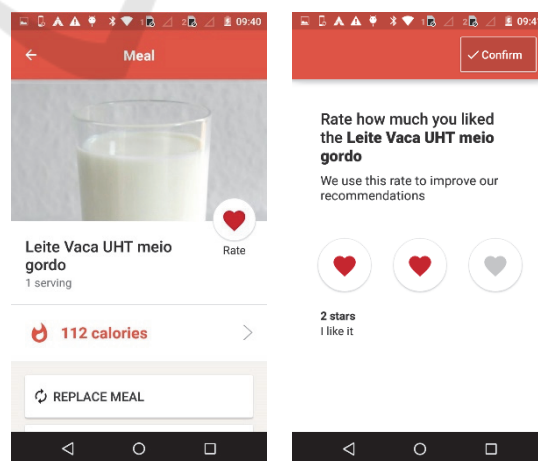 09:40
Meal
Leite Vaca UHT meio
gordo
1 serving
Rate
112 calories
REPLACE MEAL
09:4
Confirm
Rate how much you liked
the Leite Vaca UHT meio
gordo
We use this rate to improve our
recommendations
2 stars
I like it